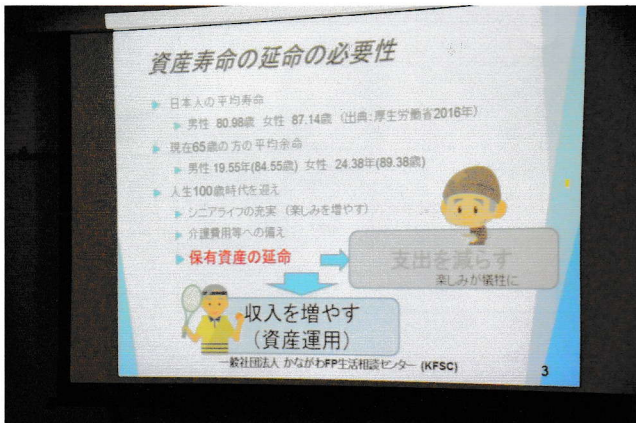 資産寿命の延命の必要性
日本人の平均寿命
男性 80.98歳 女性 87.14歳 (出典:厚生労働省2016年)
現在65歳の方の平均余命
男性 19.55年(84.55歳) 女性 24.38年(89.38歳)
人生100歳時代を迎え
シニアライフの充実 (楽しみを増やす)
介護費用等への備え
保有資産の延命
支出を減らす
楽しみが犠牲に
収入を増やす
(資産運用)
一般社団法人 かながわFP生活相談センター (KFSC)
3